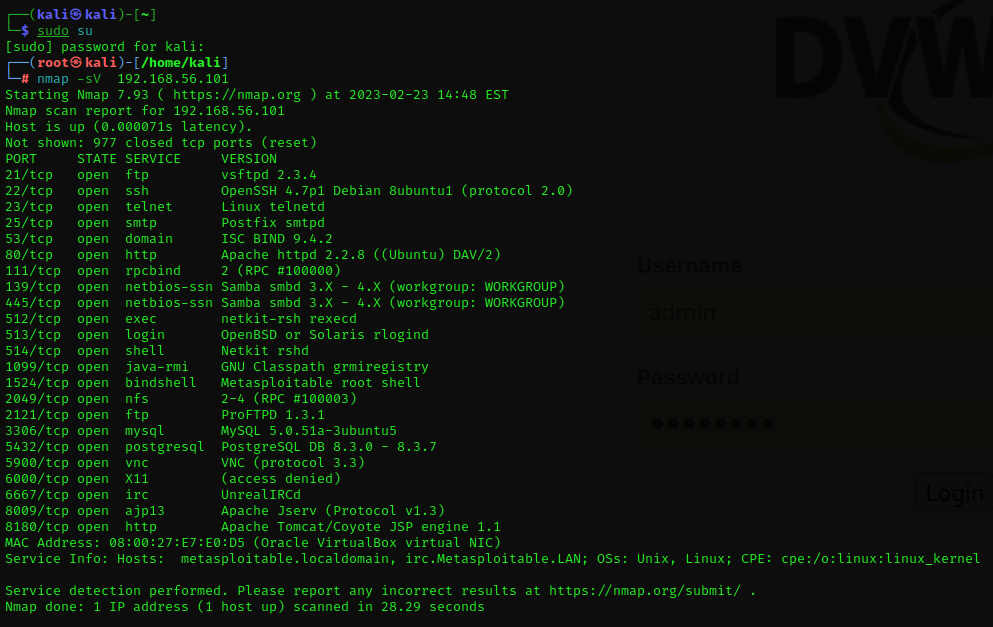 ┌──(kali㉿kali)-[~]
└─$ sudo su
[sudo] password for kali:
┌──(root㉿kali)-[/home/kali]
└─# nmap -sV  192.168.56.101
Starting Nmap 7.93 ( https://nmap.org ) at 2023-02-23 14:48 EST
Nmap scan report for 192.168.56.101
Host is up (0.000071s latency).
Not shown: 977 closed tcp ports (reset)
PORT     STATE SERVICE     VERSION
21/tcp   open  ftp         vsftpd 2.3.4
22/tcp   open  ssh         OpenSSH 4.7p1 Debian 8ubuntu1 (protocol 2.0)
23/tcp   open  telnet      Linux telnetd
25/tcp   open  smtp        Postfix smtpd
53/tcp   open  domain      ISC BIND 9.4.2
80/tcp   open  http        Apache httpd 2.2.8 ((Ubuntu) DAV/2)
111/tcp  open  rpcbind     2 (RPC #100000)
139/tcp  open  netbios-ssn Samba smbd 3.X - 4.X (workgroup: WORKGROUP)
445/tcp  open  netbios-ssn Samba smbd 3.X - 4.X (workgroup: WORKGROUP)
512/tcp  open  exec        netkit-rsh rexecd
513/tcp  open  login       OpenBSD or Solaris rlogind
514/tcp  open  shell       Netkit rshd
1099/tcp open  java-rmi    GNU Classpath grmiregistry
1524/tcp open  bindshell   Metasploitable root shell
2049/tcp open  nfs         2-4 (RPC #100003)
2121/tcp open  ftp         ProFTPD 1.3.1
3306/tcp open  mysql       MySQL 5.0.51a-3ubuntu5
5432/tcp open  postgresql  PostgreSQL DB 8.3.0 - 8.3.7
5900/tcp open  vnc         VNC (protocol 3.3)
6000/tcp open  X11         (access denied)
6667/tcp open  irc         UnrealIRCd
8009/tcp open  ajp13       Apache Jserv (Protocol v1.3)
8180/tcp open  http        Apache Tomcat/Coyote JSP engine 1.1
MAC Address: 08:00:27:E7:E0:D5 (Oracle VirtualBox virtual NIC)
Service Info: Hosts:  metasploitable.localdomain, irc.Metasploitable.LAN; OSs: Unix, Linux; CPE: cpe:/o:linux:linux_kernel

Service detection performed. Please report any incorrect results at https://nmap.org/submit/ .
Nmap done: 1 IP address (1 host up) scanned in 28.29 seconds
DVW
Username
admin
Password
●●●●●●●●
Login